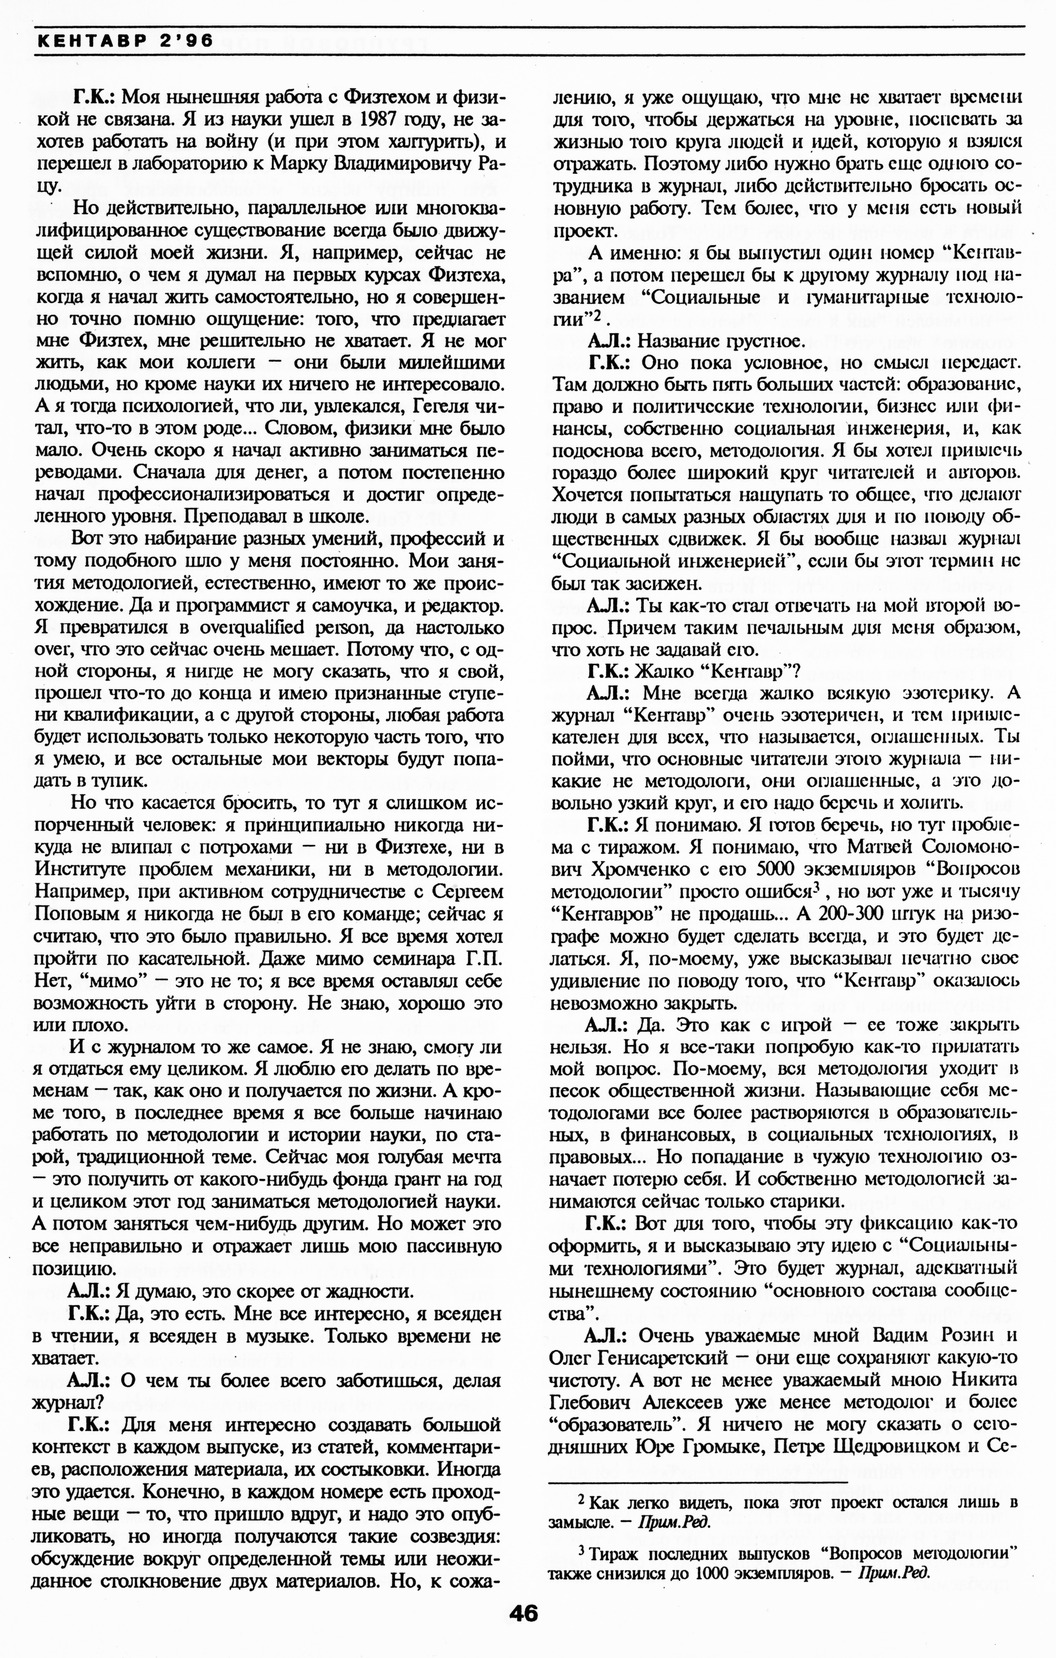 КЕНТАВР 2’96
Г.К.: Моя нынешняя работа с Физтехом и физи-
кой не связана. Я из науки ушел в 1987 году, не за-
хотев работать на войну (и при этом халтурить), и
перешел в лабораторию к Марку Владимировичу Ра-
цу.
Но действительно, параллельное или многоква-
лифицированное существование всегда было движу-
щей силой моей жизни. Я, например, сейчас не
вспомню, о чем я думал на первых курсах Физтеха,
когда я начал жить самостоятельно, но я совершен-
но точно помню ощущение: того, что предлагает
мне Физтех, мне решительно не хватает. Я не мог
жить, как мои коллеги — они были милейшими
людьми, но кроме науки их ничего не интересовало.
А я тогда психологией, что ли, увлекался, Гегеля чи-
тал, что-то в этом роде... Словом, физики мне было
мало. Очень скоро я начал активно заниматься пе-
реводами. Сначала для денег, а потом постепенно
начал профессионализироваться и достиг опреде-
ленного уровня. Преподавал в школе.
Вот это набирание разных умений, профессий и
тому подобного шло у меня постоянно. Мои заня-
тия методологией, естественно, имеют то же проис-
хождение. Да и программист я самоучка, и редактор.
Я превратился в overqualified person, да настолько
over, что это сейчас очень мешает. Потому что, с од-
ной стороны, я нигде не могу сказать, что я свой,
прошел что-то до конца и имею признанные ступе-
ни квалификации, а с другой стороны, любая работа
будет использовать только некоторую часть того, что
я умею, и все остальные мои векторы будут попа-
дать в тупик.
Но что касается бросить, то тут я слишком ис-
порченный человек: я принципиально никогда ни-
куда не влипал с потрохами — ни в Физтехе, ни в
Институте проблем механики, ни в методологии.
Например, при активном сотрудничестве с Сергеем
Поповым я никогда не был в его команде; сейчас я
считаю, что это было правильно. Я все время хотел
пройти по касательной. Даже мимо семинара Г.П.
Нет, “мимо” — это не то; я все время оставлял себе
возможность уйти в сторону. Не знаю, хорошо это
или плохо.
И с журналом то же самое. Я не знаю, смогу ли
я отдаться ему целиком. Я люблю его делать по вре-
менам — так, как оно и получается по жизни. А кро-
ме того, в последнее время я все больше начинаю
работать по методологии и истории науки, по ста-
рой, традиционной теме. Сейчас моя голубая мечта
— это получить от какого-нибудь фонда грант на год
и целиком этот год заниматься методологией науки.
А потом заняться чем-нибудь другим. Но может это
все неправильно и отражает лишь мою пассивную
позицию.
А.Л.: Я думаю, это скорее от жадности.
Г.К.: Да, это есть. Мне все интересно, я всеяден
в чтении, я всеяден в музыке. Только времени не
хватает.
А.Л.: О чем ты более всего заботишься, делая
журнал?
Г.К.: Для меня интересно создавать большой
контекст в каждом выпуске, из статей, комментари-
ев, расположения материала, их состыковки. Иногда
это удается. Конечно, в каждом номере есть проход-
ные вещи — то, что пришло вдруг, и надо это опуб-
ликовать, но иногда получаются такие созвездия:
обсуждение вокруг определенной темы или неожи-
данное столкновение двух материалов. Но, к сожа-
лению, я уже ощущаю, что мне не хватает времени
для того, чтобы держаться на уровне, поспевать за
жизнью того круга людей и идей, которую я взялся
отражать. Поэтому либо нужно брать еще одного со-
трудника в журнал, либо действительно бросать ос-
новную работу. Тем более, что у меня есть новый
проект.
А именно: я бы выпустил один номер “Кентав-
ра”, а потом перешел бы к другому журналу под на-
званием “Социальные и гуманитарные техноло-
гии”2 .
А.Л.: Название грустное.
Г.К.: Оно пока условное, но смысл передаст.
Там должно быть пять больших частей: образование,
право и политические технологии, бизнес или фи-
нансы, собственно социальная инженерия, и, как
подоснова всего, методология. Я бы хотел привлечь
гораздо более широкий круг читателей и авторов.
Хочется попытаться нащупать то общее, что делают
люди в самых разных областях для и по поводу об-
щественных сдвижек. Я бы вообще назвал журнал
“Социальной инженерией”, если бы этот термин не
был так засижен.
А.Л.: Ты как-то стал отвечать на мой второй во-
прос. Причем таким печальным для меня образом,
что хоть не задавай его.
Г.К.: Жалко “Кентавр”?
А.Л.: Мне всегда жалко всякую эзотерику. А
журнал “Кентавр” очень эзотеричен, и тем привле-
кателен для всех, что называется, оглашенных. Ты
пойми, что основные читатели этого журнала — ни-
какие не методологи, они оглашенные, а это до-
вольно узкий круг, и его надо беречь и холить.
Г.К.: Я понимаю. Я готов беречь, но тут пробле-
ма с тиражом. Я понимаю, что Матвей Соломоно-
вич Хромченко с его 5000 экземпляров “Вопросов
методологии” просто ошибся3 , но вот уже и тысячу
“Кентавров” не продашь... А 200-300 штук на ризо-
графе можно будет сделать всегда, и это будет де-
латься. Я, по-моему, уже высказывал печатно свое
удивление по поводу того, что “Кентавр” оказалось
невозможно закрыть.
А.Л.: Да. Это как с игрой — ее тоже закрыть
нельзя. Но я все-таки попробую как-то прилатать
мой вопрос. По-моему, вся методология уходит в
песок общественной жизни. Называющие себя ме-
тодологами все более растворяются в образователь-
ных, в финансовых, в социальных технологиях, в
правовых... Но попадание в чужую технологию оз-
начает потерю себя. И собственно методологией за-
нимаются сейчас только старики.
Г.К.: Вот для того, чтобы эту фиксацию как-то
оформить, я и высказываю эту идею с “Социальны-
ми технологиями”. Это будет журнал, адекватный
нынешнему состоянию “основного состава сообще-
ства”.
А.Л.: Очень уважаемые мной Вадим Розин и
Олег Генисаретский — они еще сохраняют какую-то
чистоту. А вот не менее уважаемый мною Никита
Глебович Алексеев уже менее методолог и более
“образователь”. Я ничего не могу сказать о сего-
дняшних Юре Громыке, Петре Щедровицком и Се-
2 Как легко видеть, пока этот проект остался лишь в
замысле. — Прим.Ред.
3 Тираж последних выпусков “Вопросов методологии”
также снизился до 1000 экземпляров. — Прим.Ред.
46